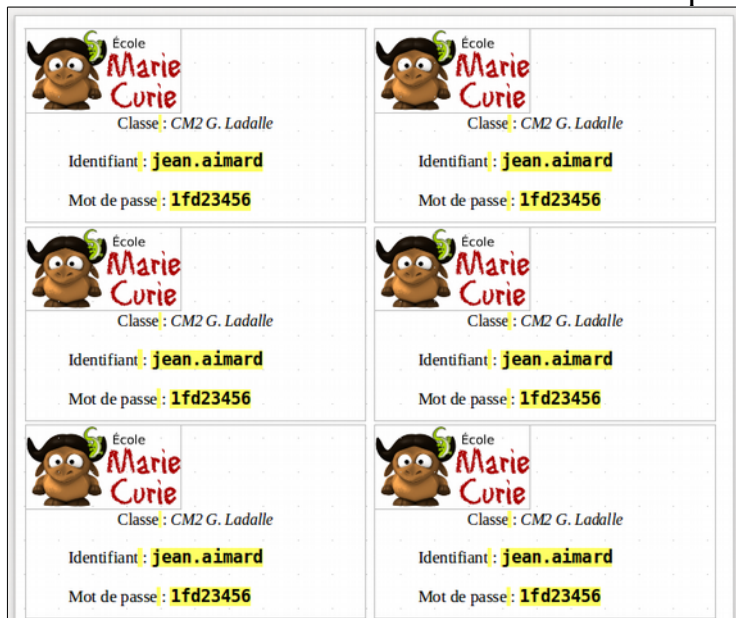 École
Marie
Curie
Classe : CM2 G. Ladalle
Identifiant : jean.aimard
Mot de passe : 1fd23456
École
Marie
Curie
Classe : CM2 G. Ladalle
Identifiant : jean.aimard
Mot de passe : 1fd23456
École
Marie
Curie
Classe : CM2 G. Ladalle
Identifiant : jean.aimard
Mot de passe : 1fd23456
École
Marie
Curie
Classe : CM2 G. Ladalle
Identifiant : jean.aimard
Mot de passe : 1fd23456
École
Marie
Curie
Classe : CM2 G. Ladalle
Identifiant : jean.aimard
Mot de passe : 1fd23456
École
Marie
Curie
Classe : CM2 G. Ladalle
Identifiant : jean.aimard
Mot de passe : 1fd23456